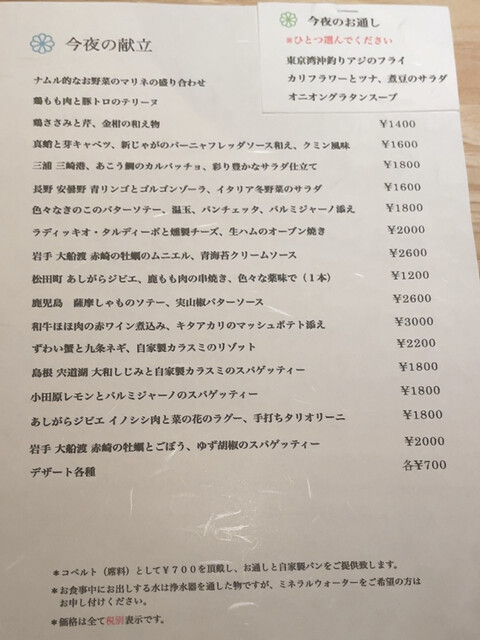 今夜の献立
今夜のお通し
※ひとつ選んでください
東京湾沖釣りアジのフライ
カリフラワーとツナ、煮豆のサラダ
オニオングラタンスープ
ナムル的なお野菜のマリネの盛り合わせ
鶏もも肉と豚トロのテリーヌ
鶏ささみと芹、金柑の和え物 ¥1400
真蛸と芽キャベツ、新じゃがのバーニャフレッダソース和え、クミン風味 ¥1600
三浦 三崎港、あこう鯛のカルパッチョ、彩り豊かなサラダ仕立て ¥1800
長野 安曇野 青リンゴとゴルゴンゾーラ、イタリア冬野菜のサラダ ¥1600
色々なきのこのバターソテー、温玉、パンチェッタ、パルミジャーノ添え ¥1800
ラディッキオ・タルディーボと燻製チーズ、生ハムのオーブン焼き ¥2000
岩手 大船渡 赤崎の牡蠣のムニエル、青海苔クリームソース ¥2600
松田町 あしがらジビエ、鹿もも肉の串焼き、色々な薬味で（１本） ¥1200
鹿児島　薩摩しゃものソテー、実山椒バターソース ¥2600
和牛ほほ肉の赤ワイン煮込み、キタアカリのマッシュポテト添え ¥3000
ずわい蟹と九条ネギ、自家製カラスミのリゾット ¥2200
島根 宍道湖 大和しじみと自家製カラスミのスパゲッティー ¥1800
小田原レモンとパルミジャーノのスパゲッティー ¥1800
あしがらジビエ イノシシ肉と菜の花のラグー、手打ちタリオリーニ ¥1800
岩手 大船渡 赤崎の牡蠣とごぼう、ゆず胡椒のスパゲッティー ¥2000
デザート各種 各¥700
＊コペルト（席料）として￥７００を頂戴し、お通しと自家製パンをご提供致します。
＊お食事中にお出しする水は浄水器を通した物ですが、ミネラルウォーターをご希望の方は
お申し付けください。
＊価格は全て税別表示です。